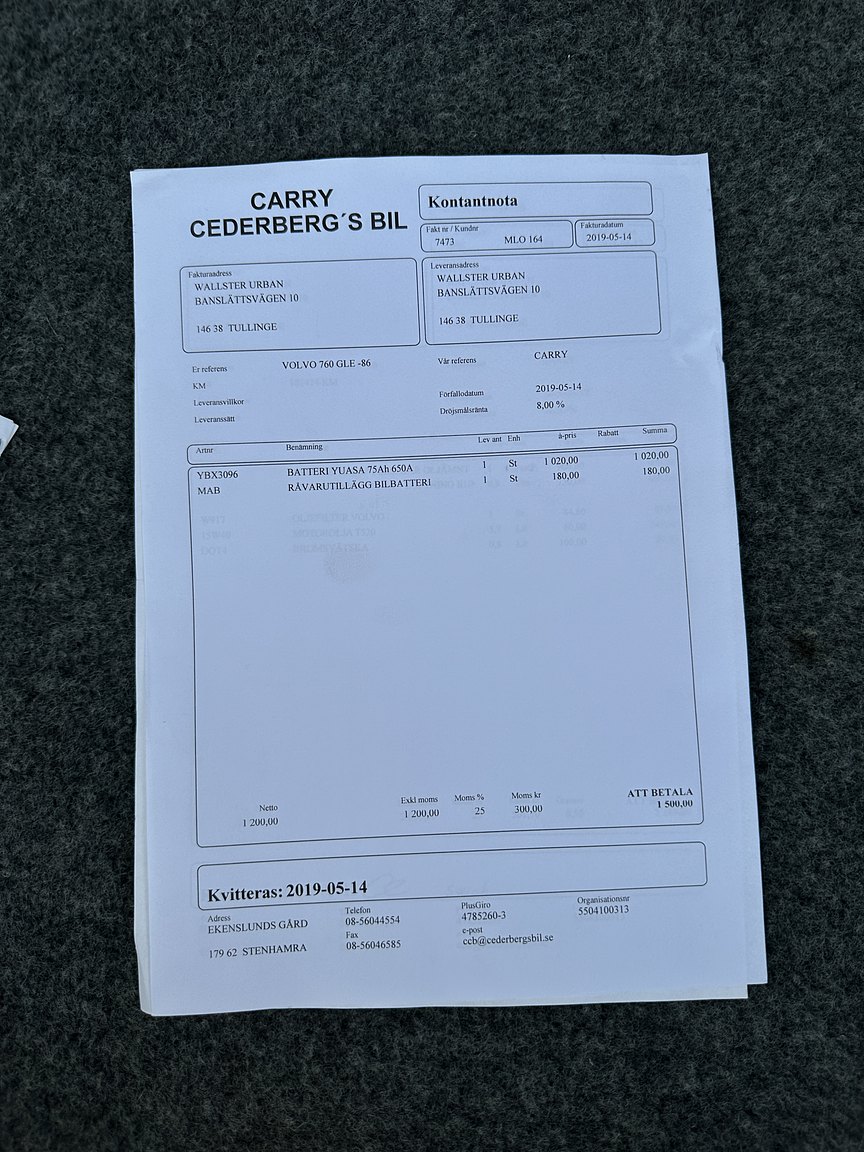 CARRY
CEDERBERG´S BIL
Kontantnota
Fakt nr / Kundnr
7473 MLO 164
Fakturadatum
2019-05-14
Fakturaadress
WALLSTER URBAN
BANSLÄTTSVÄGEN 10
146 38 TULLINGE
Leveransadress
WALLSTER URBAN
BANSLÄTTSVÄGEN 10
146 38 TULLINGE
Er referens VOLVO 760 GLE -86
KM
Leveransvillkor
Leveranssätt
Vår referens CARRY
Förfallodatum 2019-05-14
Dröjsmålsränta 8,00 %
Artnr Benämning Lev ant Enh à-pris Rabatt Summa
YBX3096 BATTERI YUASA 75Ah 650A 1 St 1 020,00 1 020,00
MAB RÅVARUTILLÄGG BILBATTERI 1 St 180,00 180,00
Netto Exkl moms Moms % Moms kr ATT BETALA
1 200,00 1 200,00 25 300,00 1 500,00
Kvitteras: 2019-05-14
Adress
EKENSLUNDS GÅRD
179 62 STENHAMRA
Telefon
08-56044554
Fax
08-56046585
PlusGiro
4785260-3
e-post
ccb@cederbergsbil.se
Organisationsnr
5504100313